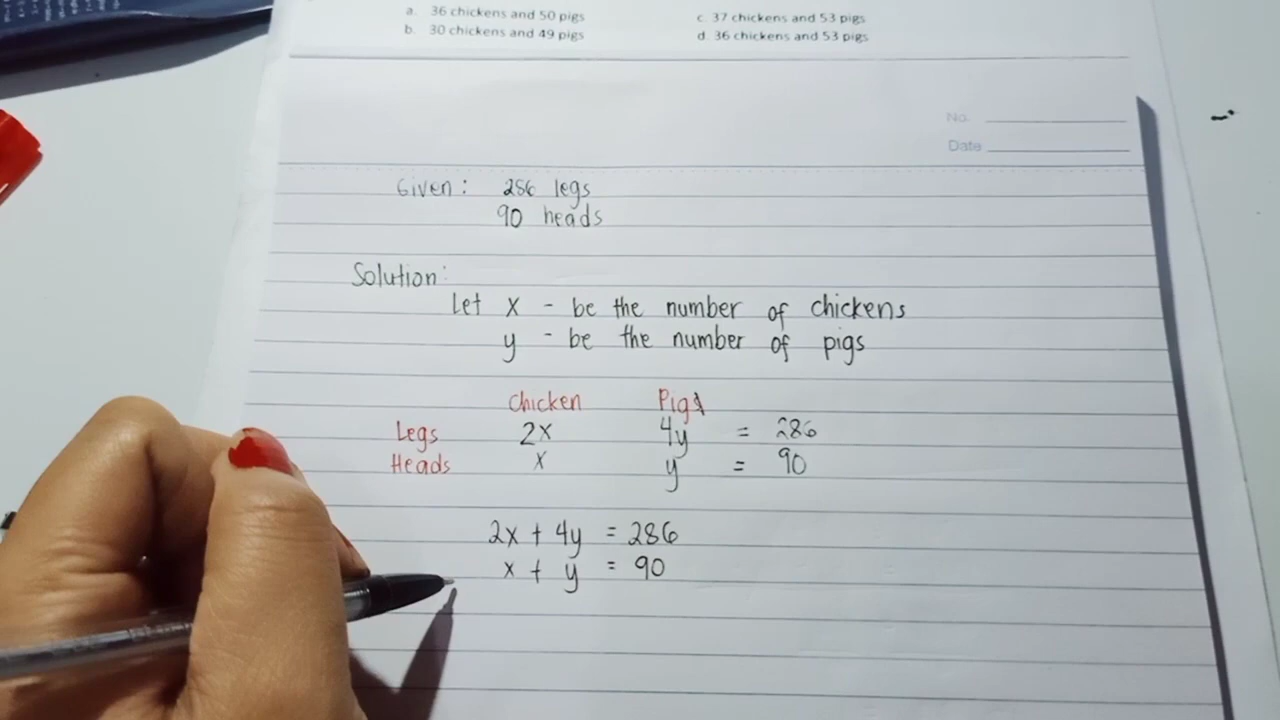 a. 36 chickens and 50 pigs c. 37 chickens and 53 pigs
b. 30 chickens and 49 pigs d. 36 chickens and 53 pigs
No.
Date
Given: 286 legs
90 heads
Solution:
Let x - be the number of chickens
y - be the number of pigs
Chicken Pigs
Legs 2x 4y = 286
Heads x y = 90
2x + 4y = 286
x + y = 90